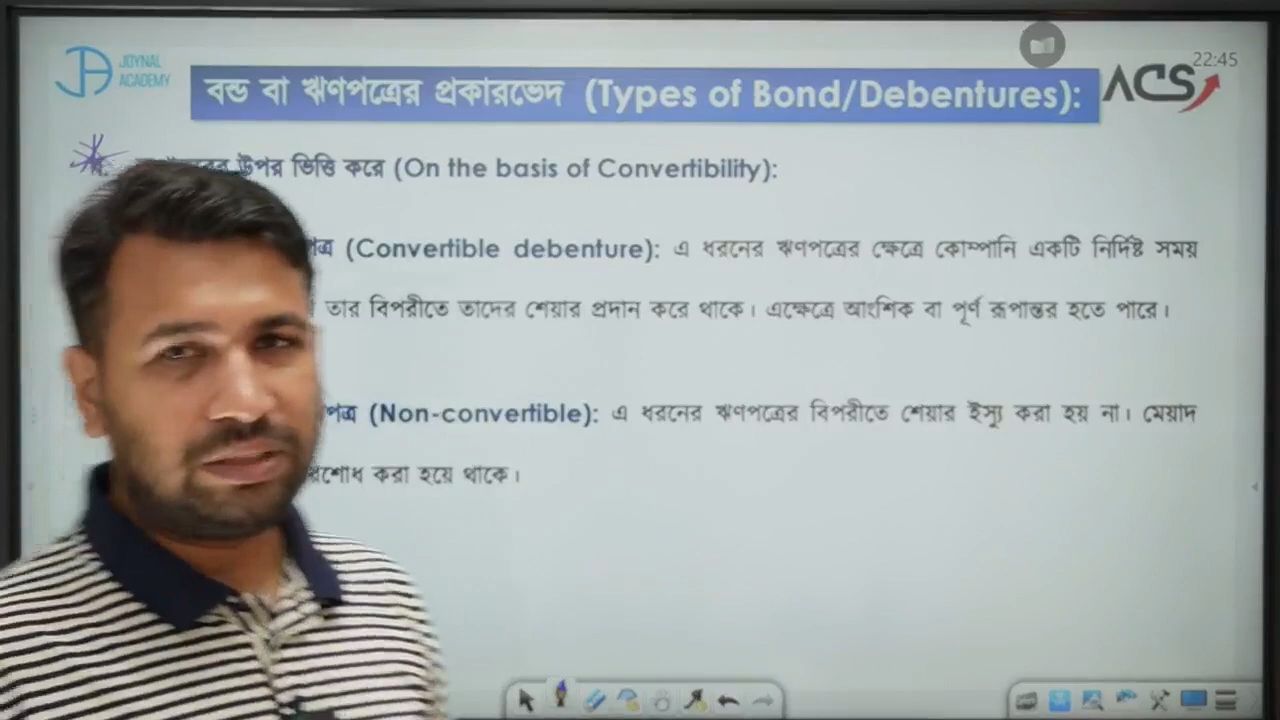 JOYNAL
ACADEMY
ACS
22:45
বন্ড বা ঋণপত্রের প্রকারভেদ (Types of Bond/Debentures):
উপর ভিত্তি করে (On the basis of Convertibility):
(Convertible debenture): এ ধরনের ঋণপত্রের ক্ষেত্রে কোম্পানি একটি নির্দিষ্ট সময়
তার বিপরীতে তাদের শেয়ার প্রদান করে থাকে। এক্ষেত্রে আংশিক বা পূর্ণ রূপান্তর হতে পারে।
(Non-convertible): এ ধরনের ঋণপত্রের বিপরীতে শেয়ার ইস্যু করা হয় না। মেয়াদ
করা হয়ে থাকে।